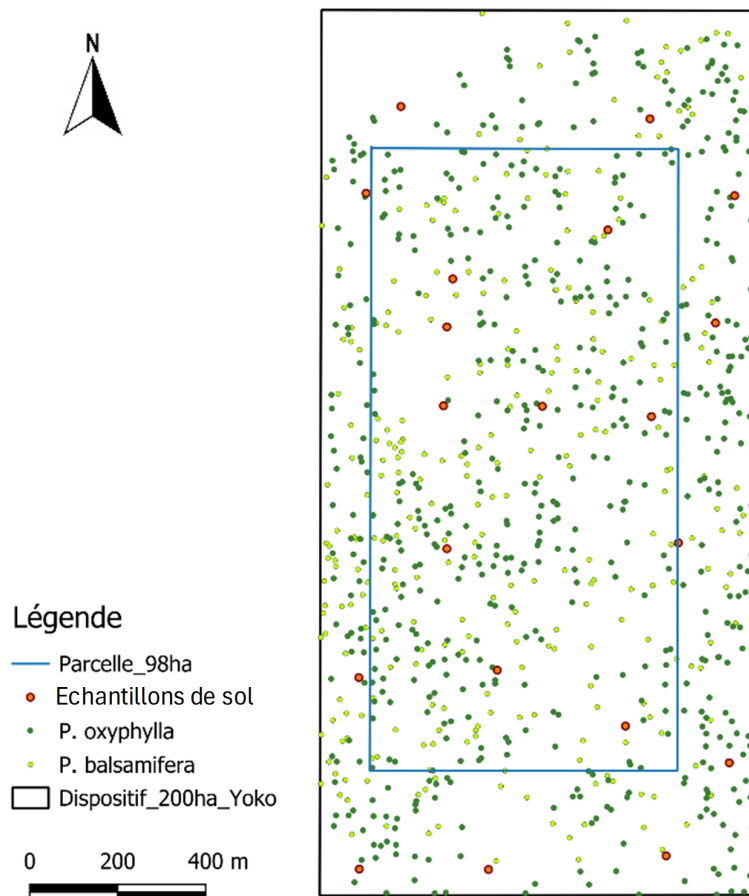 N
Légende
Parcelle_98ha
Echantillons de sol
P. oxyphylla
P. balsamifera
Dispositif_200ha_Yoko
0 200 400 m